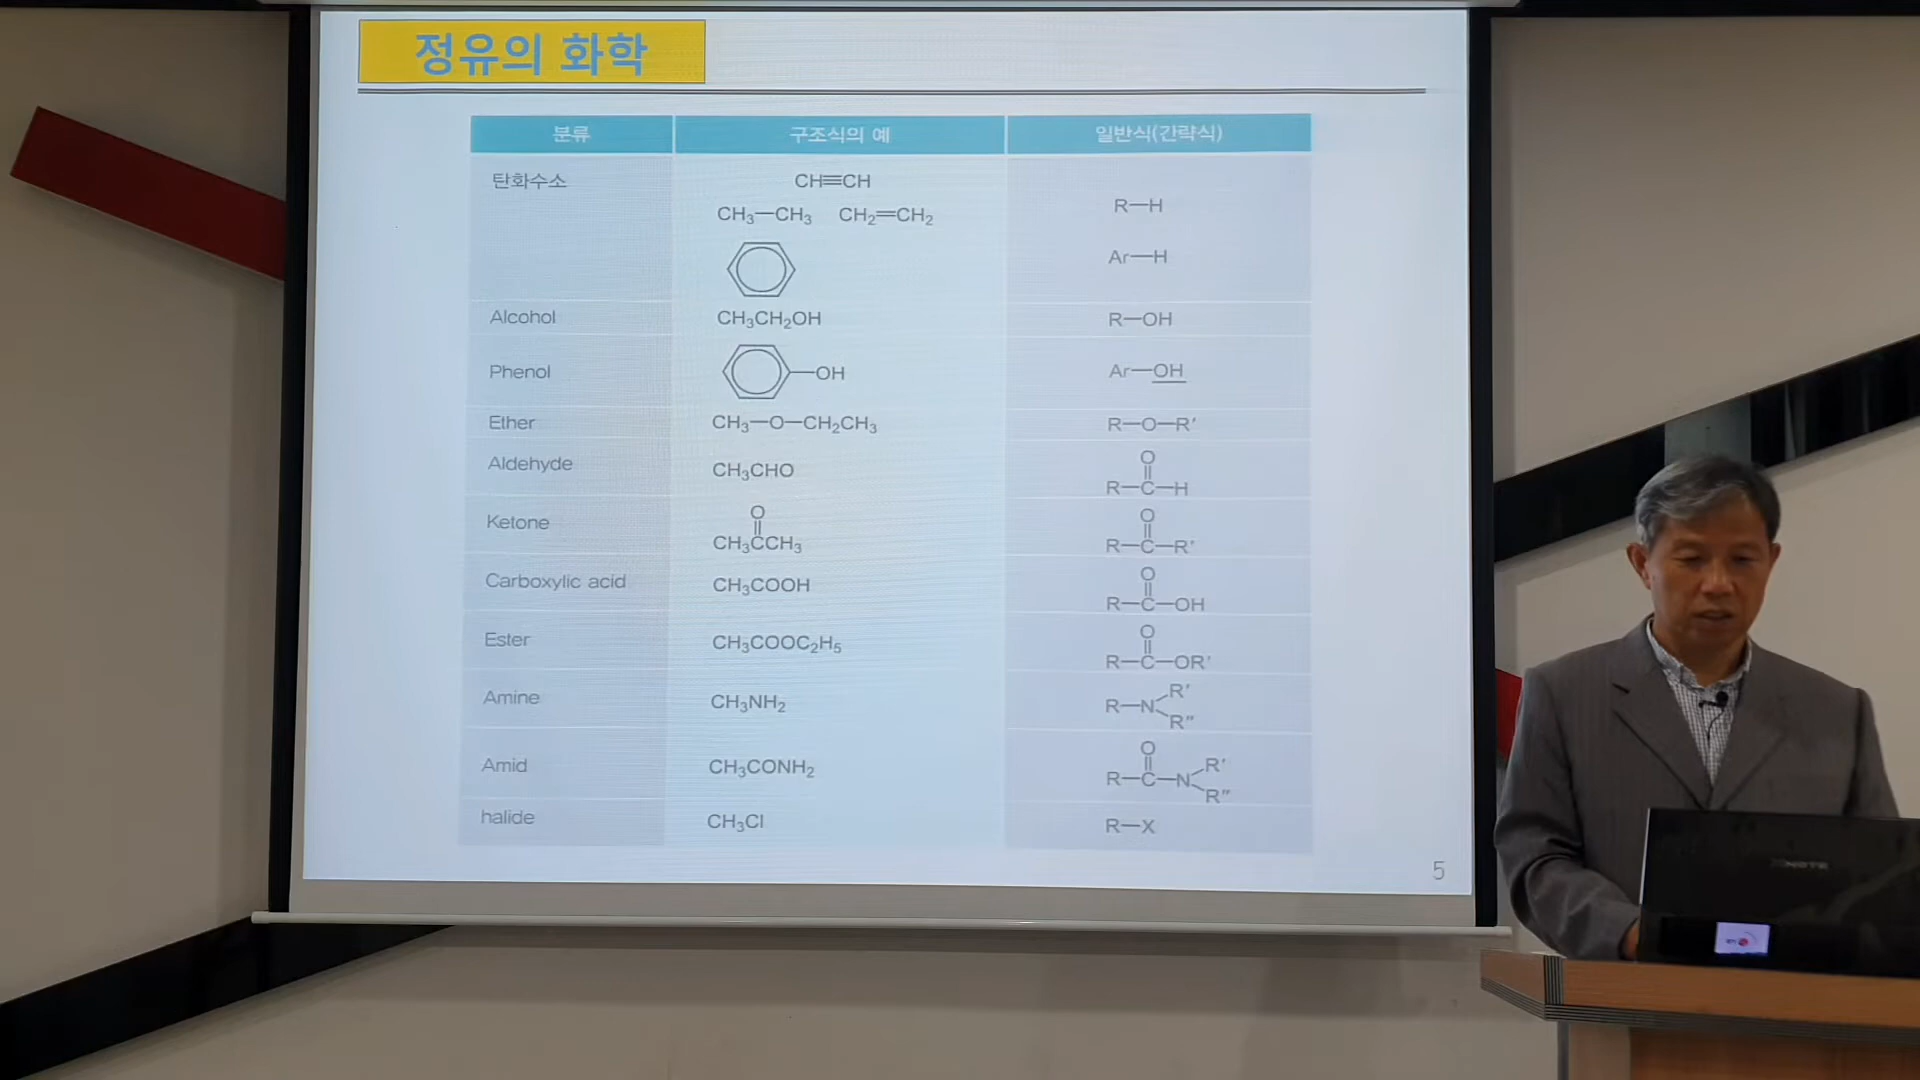 정유의 화학
분류 구조식의 예 일반식(간략식)
탄화수소 CH≡CH
CH₃—CH₃ CH₂=CH₂ R—H
Ar—H
Alcohol CH₃CH₂OH R—OH
Phenol —OH Ar—OH
Ether CH₃—O—CH₂CH₃ R—O—R′
Aldehyde CH₃CHO O
R—C—H
Ketone O O
CH₃CCH₃ R—C—R′
Carboxylic acid CH₃COOH O
R—C—OH
Ester CH₃COOC₂H₅ O
R—C—OR′
Amine CH₃NH₂ R—N R′
R″
Amid CH₃CONH₂ O
R—C—N R′
R″
halide CH₃Cl R—X
5